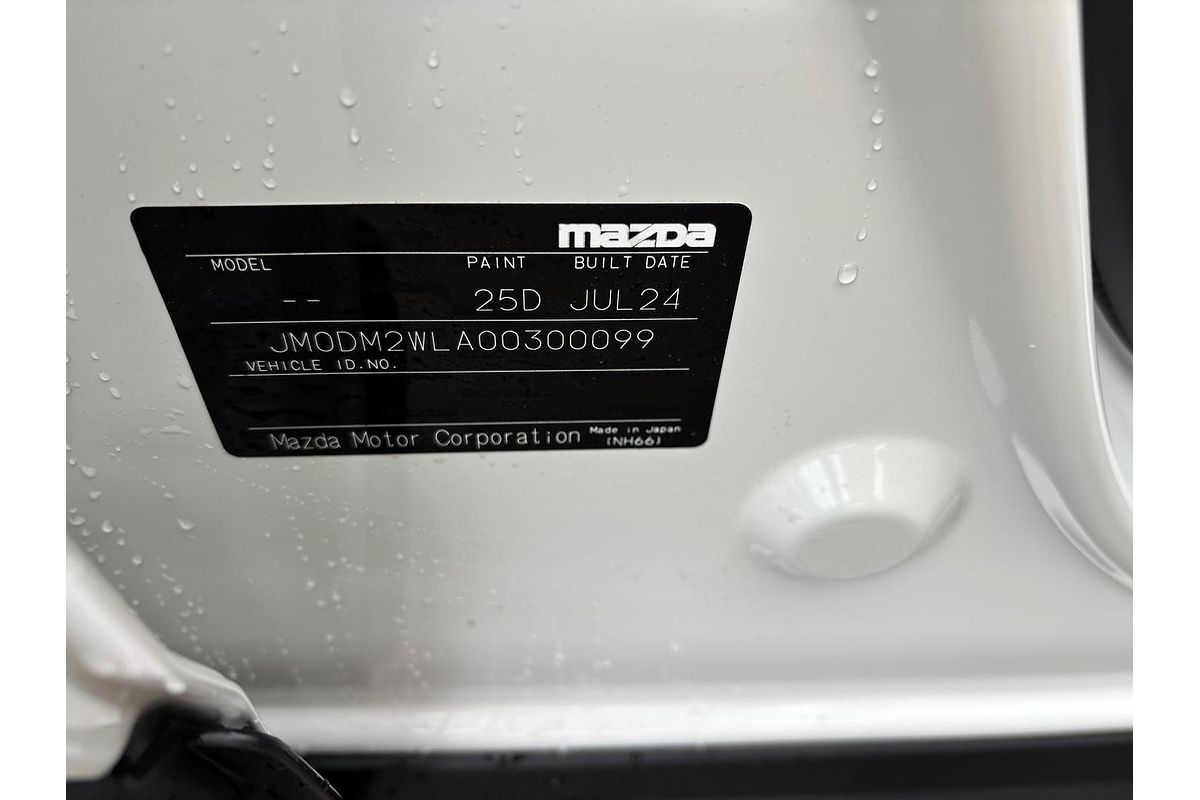 mazda
MODEL PAINT BUILT DATE
-- 25D JUL24
JM0DM2WLA00300099
VEHICLE ID.NO.
Mazda Motor Corporation Made in Japan
(NH66)